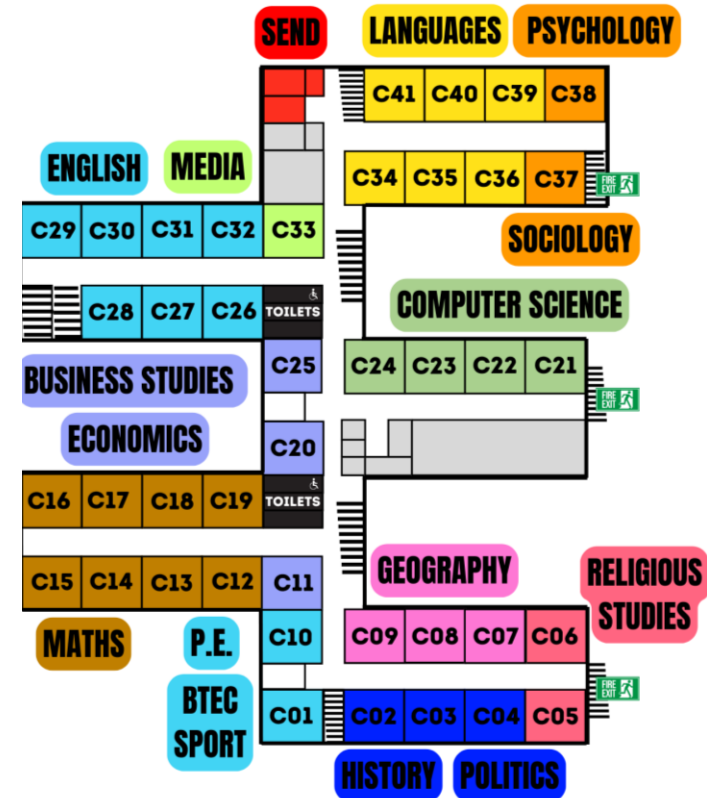 SEND LANGUAGES PSYCHOLOGY
C41 C40 C39 C38
ENGLISH MEDIA
C34 C35 C36 C37
FIRE EXIT
C29 C30 C31 C32 C33
SOCIOLOGY
C28 C27 C26 TOILETS
COMPUTER SCIENCE
BUSINESS STUDIES
C25
C24 C23 C22 C21
FIRE EXIT
ECONOMICS
C20
C16 C17 C18 C19 TOILETS
GEOGRAPHY
RELIGIOUS
STUDIES
C15 C14 C13 C12 C11
MATHS
P.E.
C10
C09 C08 C07 C06
FIRE EXIT
BTEC
SPORT
C01 C02 C03 C04 C05
HISTORY POLITICS